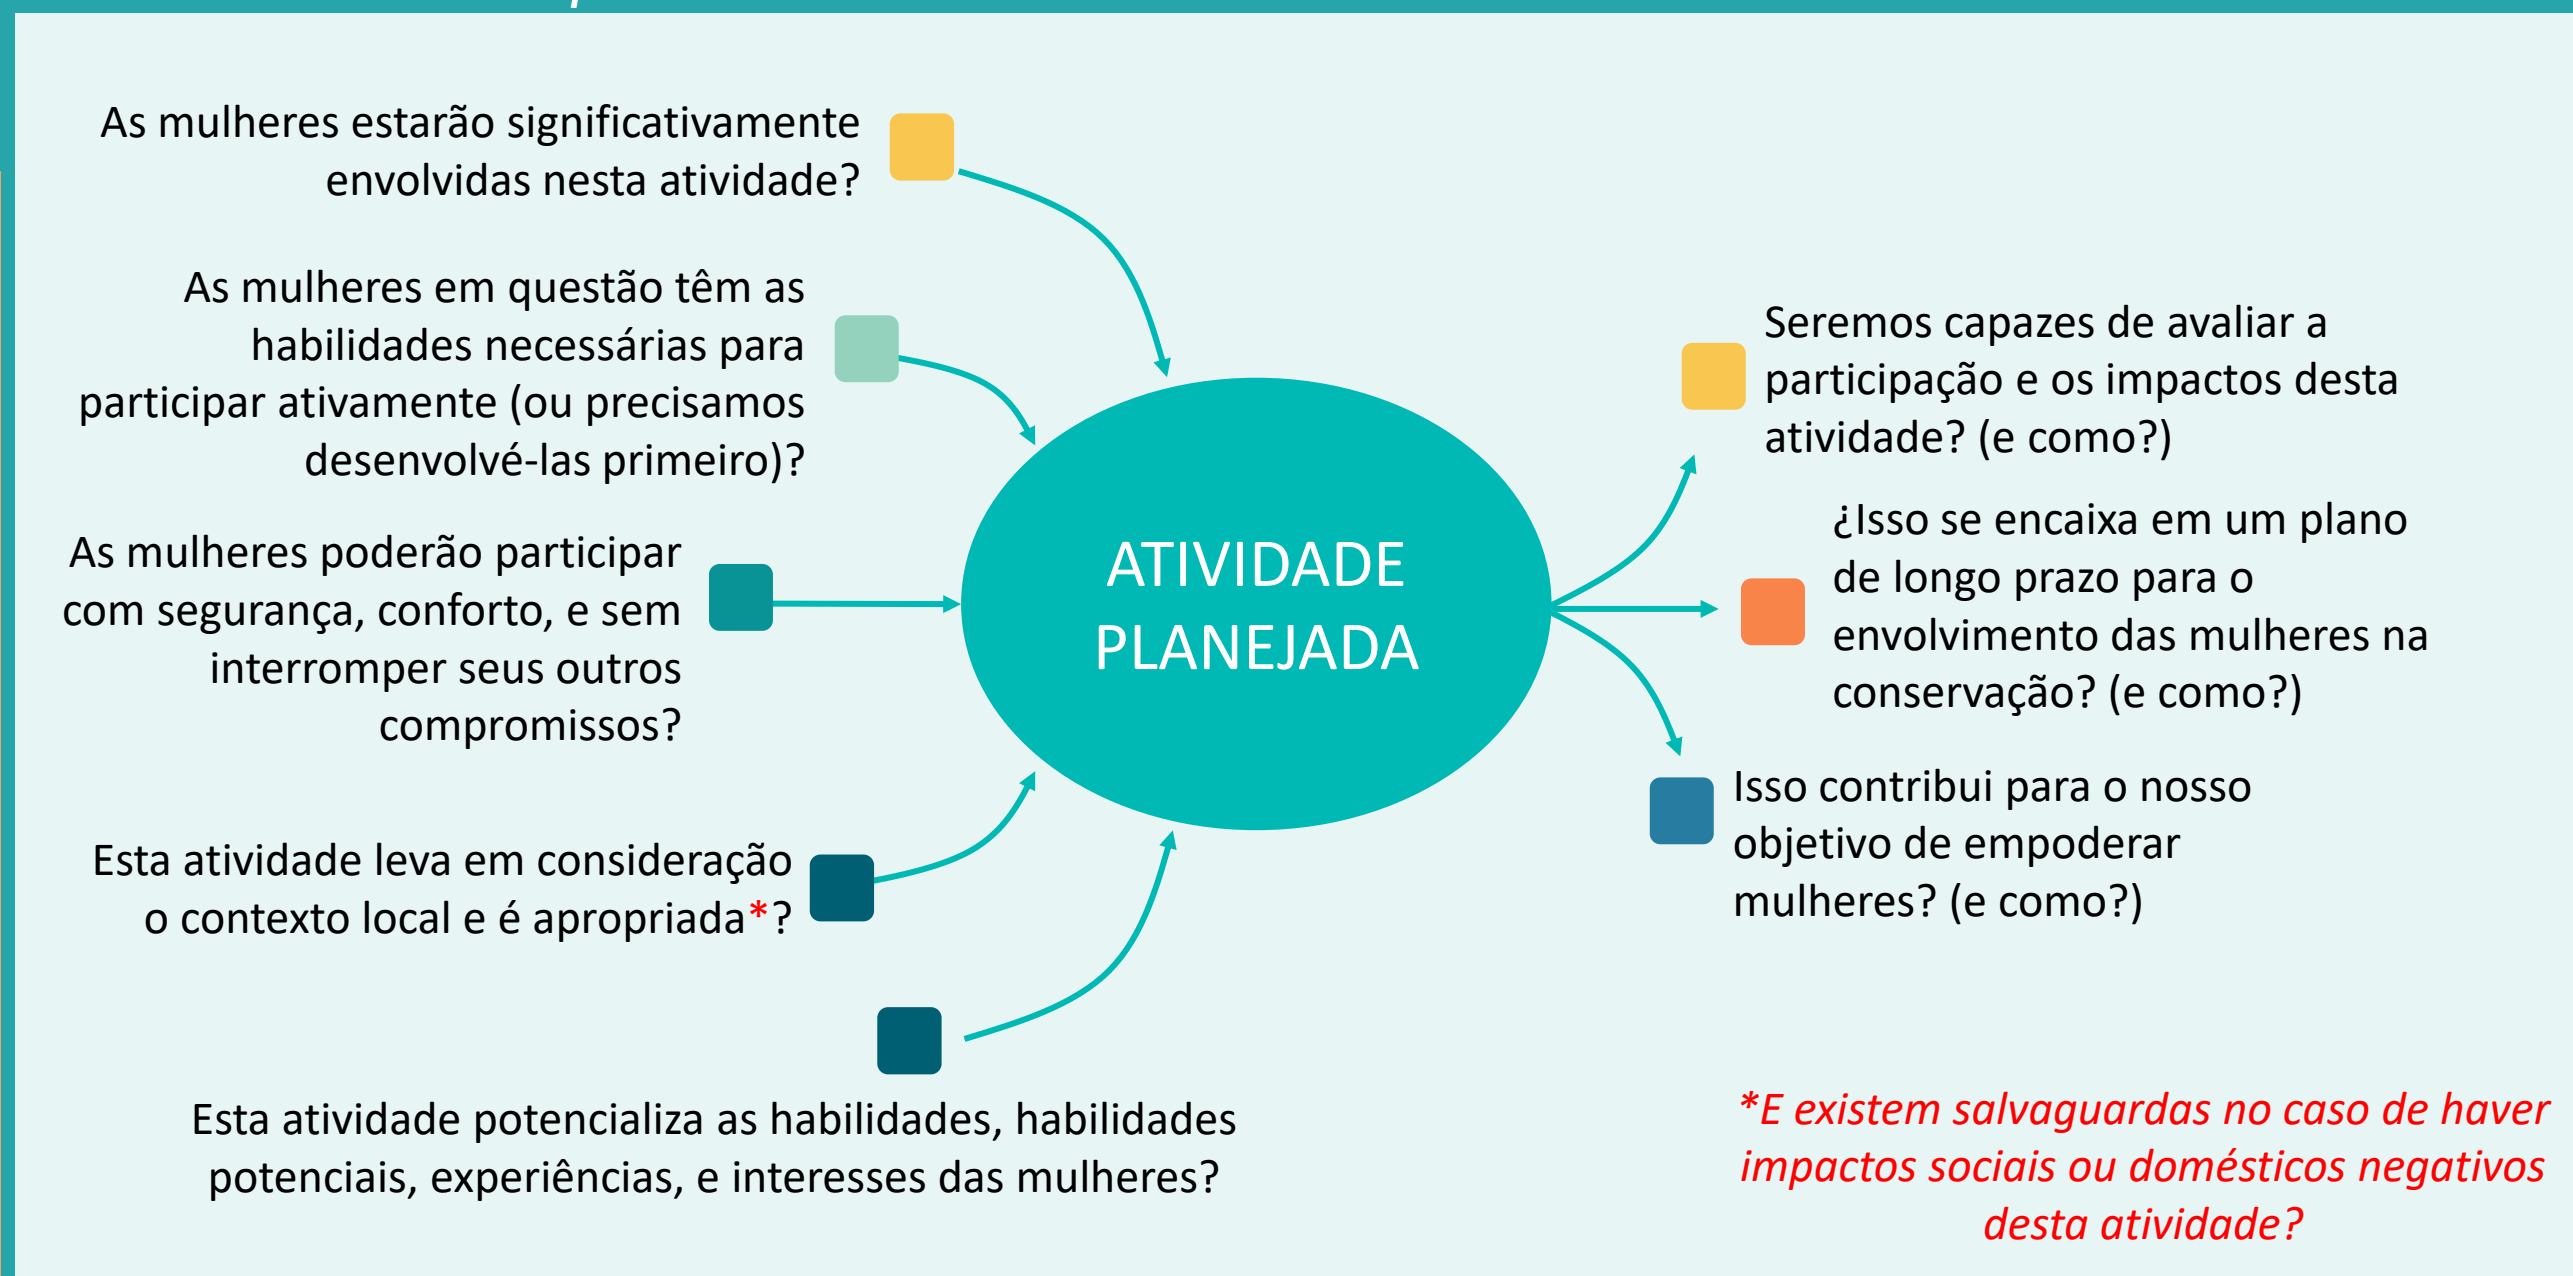 As mulheres estarão significativamente
envolvidas nesta atividade?
As mulheres em questão têm as
habilidades necessárias para
participar ativamente (ou precisamos
desenvolvé-las primeiro)?
As mulheres poderão participar
com segurança, conforto, e sem
interromper seus outros
compromissos?
Esta atividade leva em consideração
o contexto local e é apropriada*?
Esta atividade potencializa as habilidades, habilidades
potenciais, experiências, e interesses das mulheres?
ATIVIDADE
PLANEJADA
Seremos capazes de avaliar a
participação e os impactos desta
atividade? (e como?)
¿Isso se encaixa em um plano
de longo prazo para o
envolvimento das mulheres na
conservação? (e como?)
Isso contribui para o nosso
objetivo de empoderar
mulheres? (e como?)
*E existem salvaguardas no caso de haver
impactos sociais ou domésticos negativos
desta atividade?